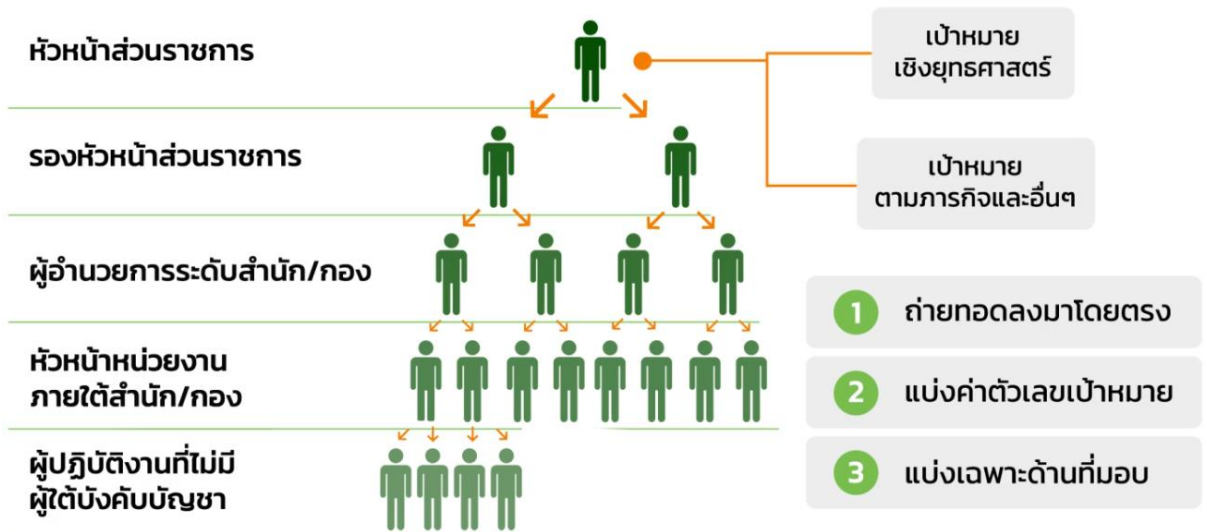 หัวหน้าส่วนราชการ
เป้าหมาย
เชิงยุทธศาสตร์
รองหัวหน้าส่วนราชการ
เป้าหมาย
ตามภารกิจและอื่นๆ
ผู้อำนวยการระดับสำนัก/กอง
1 ถ่ายทอดลงมาโดยตรง
หัวหน้าหน่วยงาน
ภายใต้สำนัก/กอง
2 แบ่งค่าตัวเลขเป้าหมาย
ผู้ปฏิบัติงานที่ไม่มี
ผู้ใต้บังคับบัญชา
3 แบ่งเฉพาะด้านที่มอบ